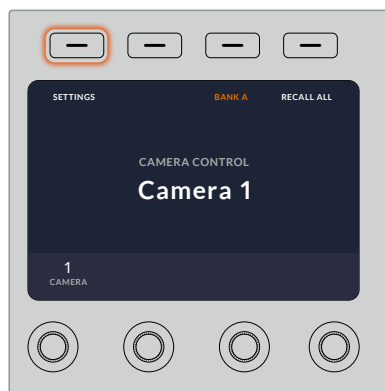 SETTINGS BANK A RECALL ALL
CAMERA CONTROL
Camera 1
1
CAMERA